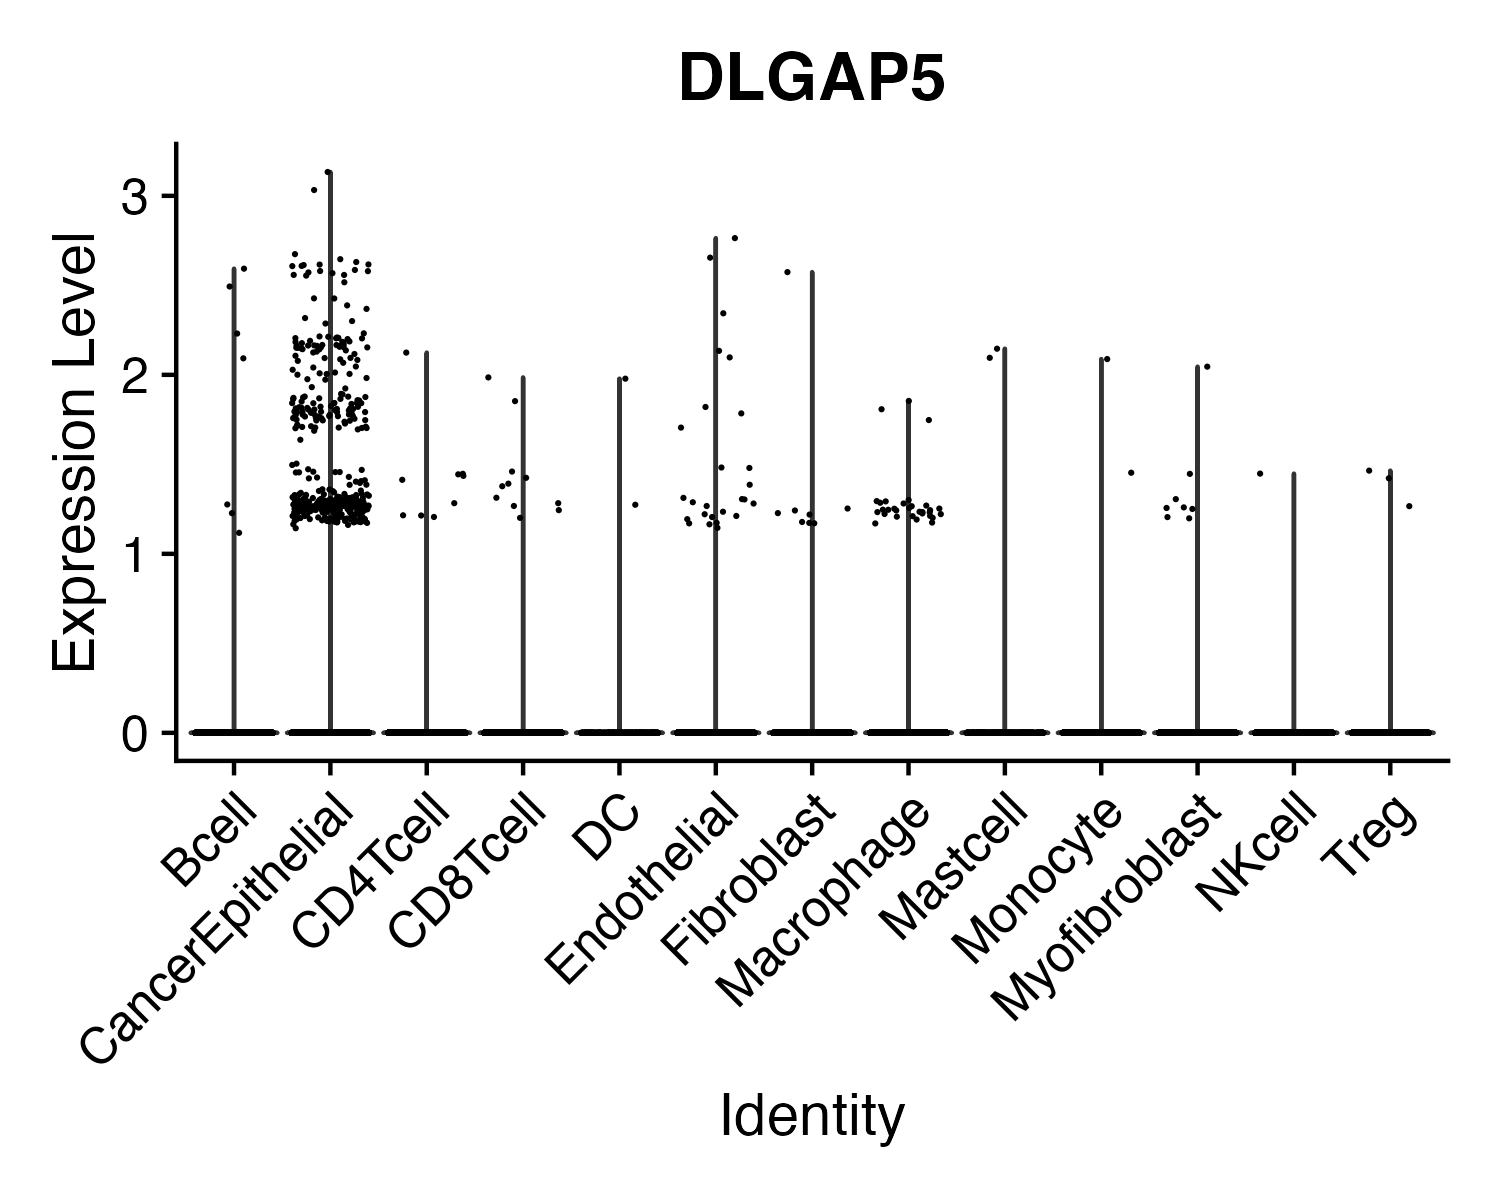 DLGAP5
Expression Level
3
2
1
0
Bcell
CancerEpithelial
CD4Tcell
CD8Tcell
DC
Endothelial
Fibroblast
Macrophage
Mastcell
Monocyte
Myofibroblast
NKcell
Treg
Identity